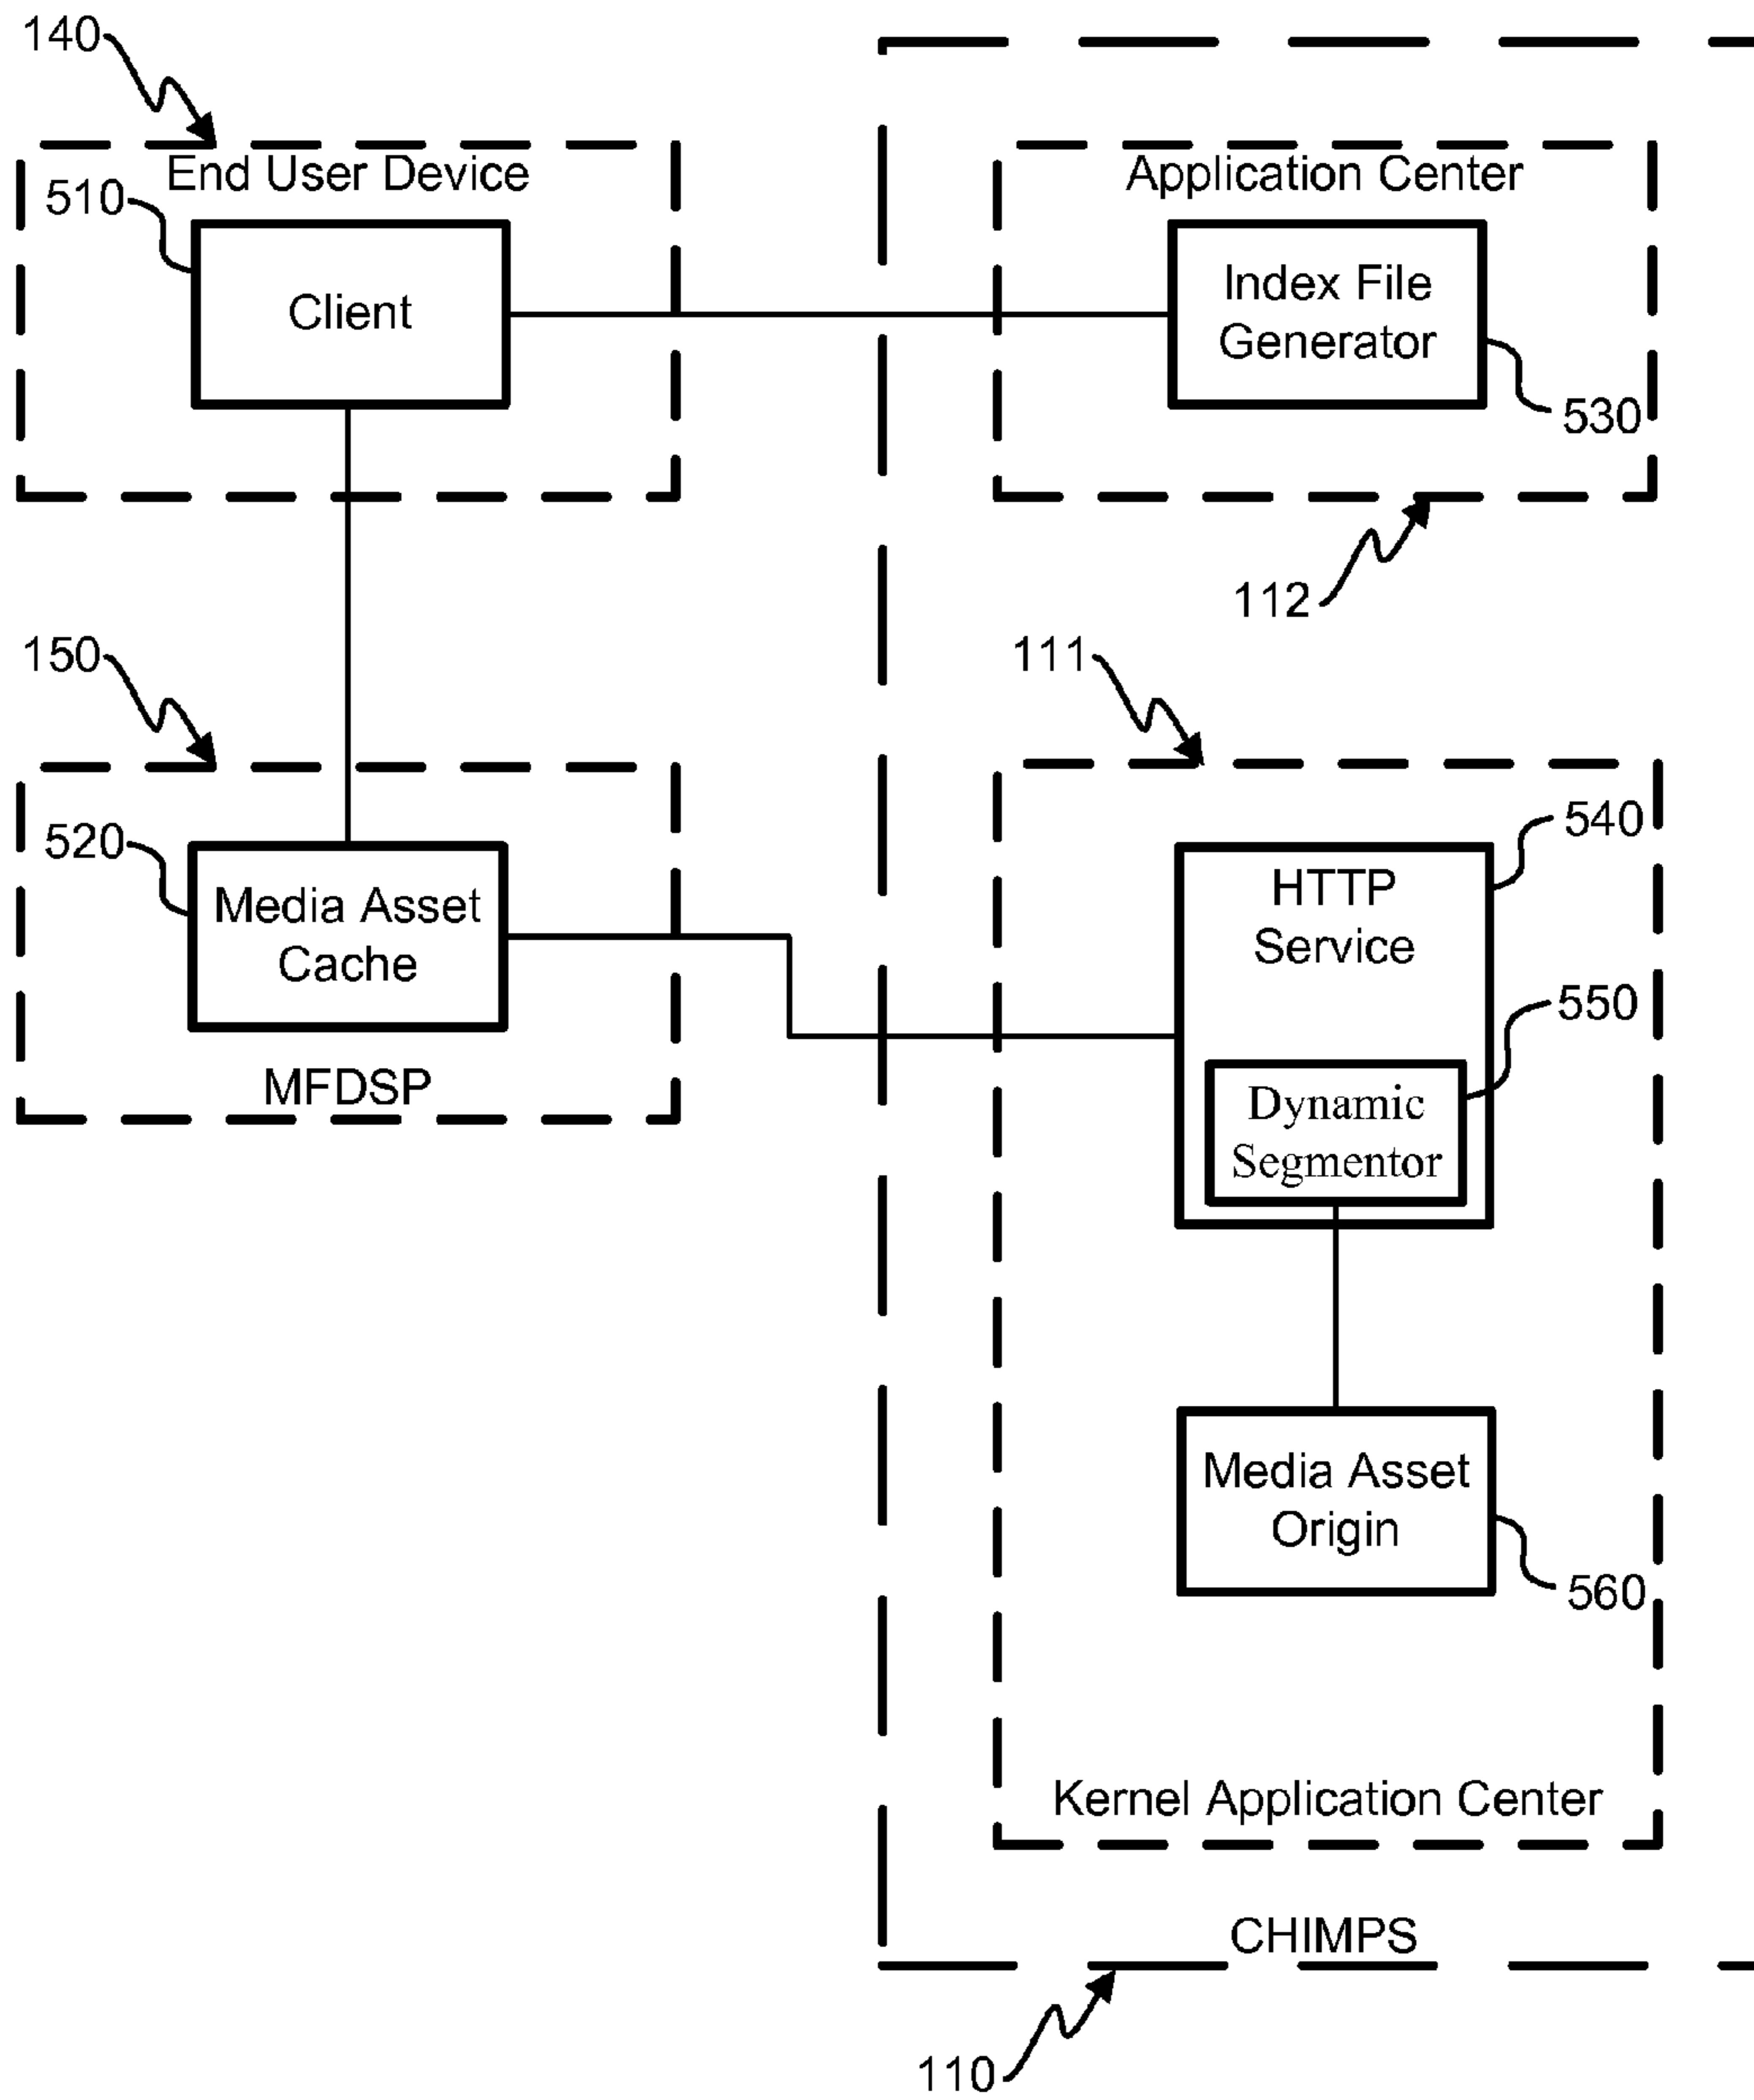 140
End User Device
510
Client
Application Center
Index File
Generator
530
112
150
520
Media Asset
Cache
MFDSP
111
540
HTTP
Service
550
Dynamic
Segmentor
Media Asset
Origin
560
Kernel Application Center
CHIMPS
110